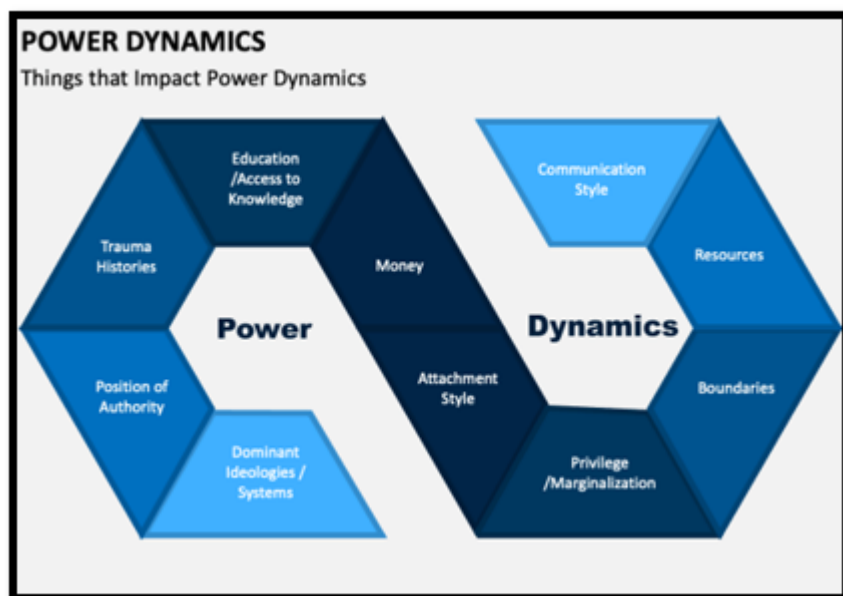 POWER DYNAMICS
Things that Impact Power Dynamics
Education
/Access to
Knowledge
Trauma
Histories
Money
Power
Position of
Authority
Dominant
Ideologies /
Systems
Attachment
Style
Communication
Style
Resources
Dynamics
Boundaries
Privilege
/Marginalization